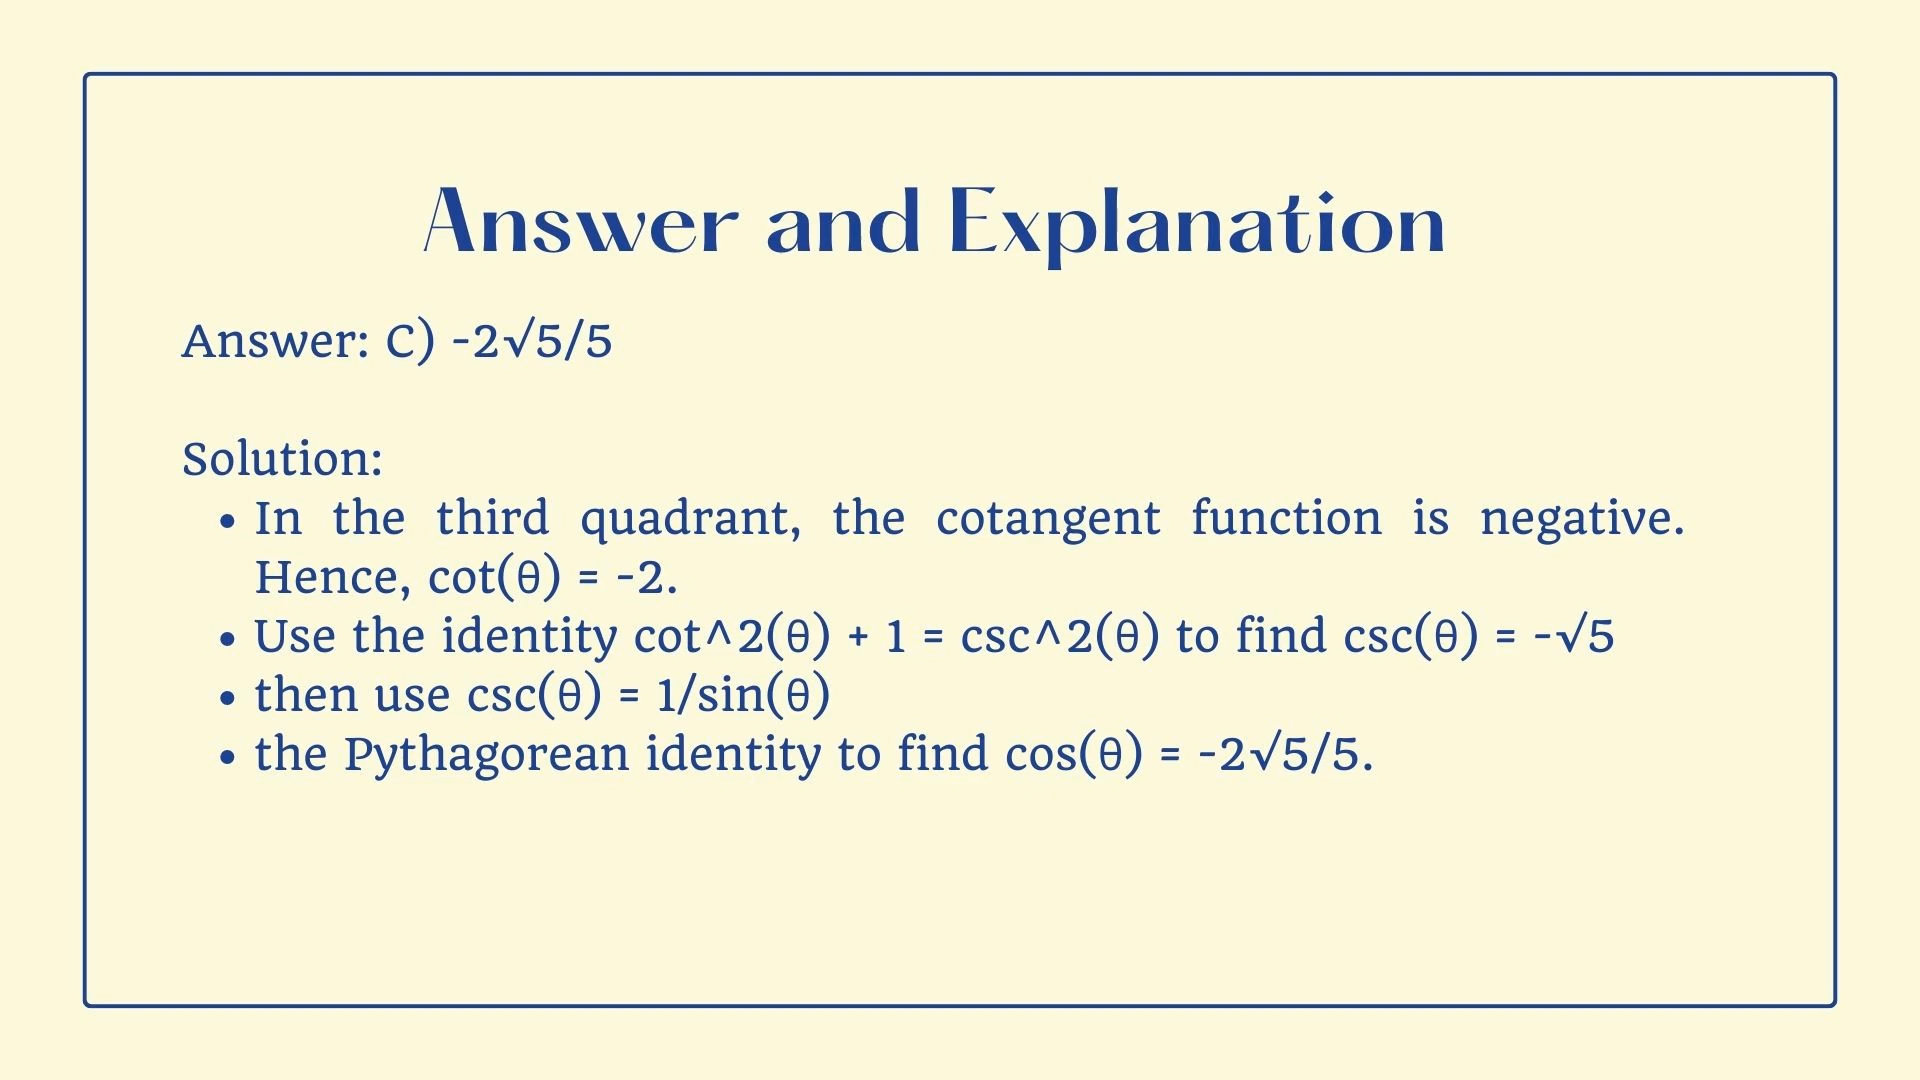 Answer and Explanation
Answer: C) -2√5/5
Solution:
• In the third quadrant, the cotangent function is negative.
Hence, cot(θ) = -2.
• Use the identity cot^2(θ) + 1 = csc^2(θ) to find csc(θ) = -√5
• then use csc(θ) = 1/sin(θ)
• the Pythagorean identity to find cos(θ) = -2√5/5.